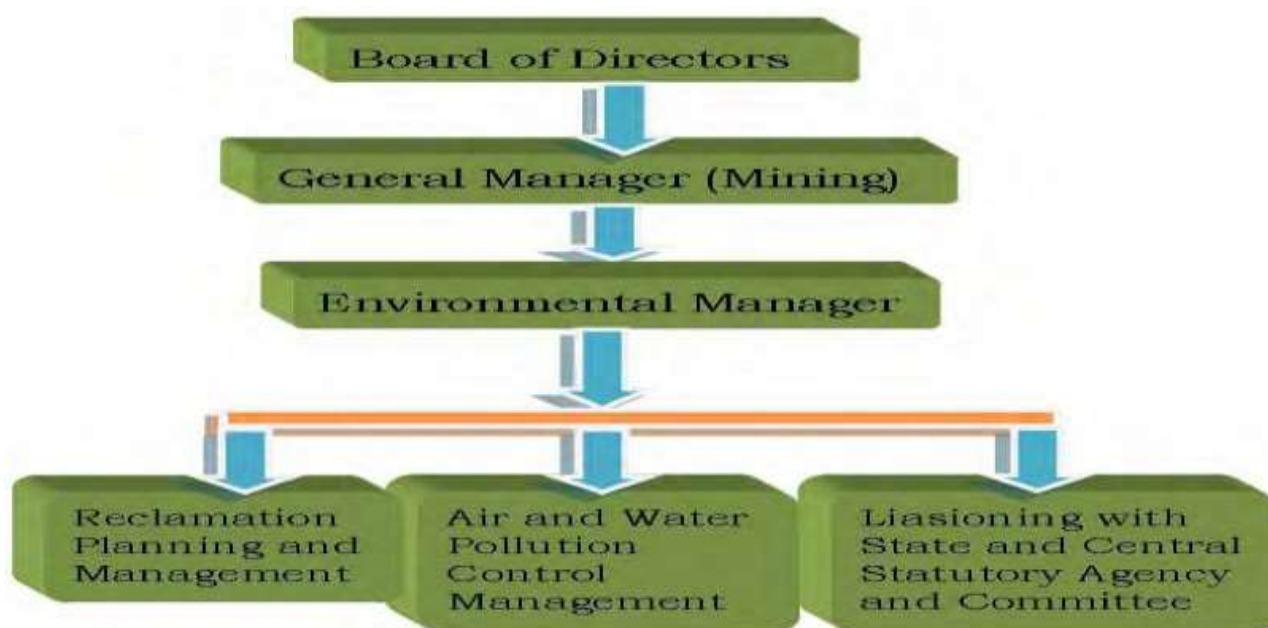 Board of Directors
General Manager (Mining)
Environmental Manager
Reclamation
Planning and
Management
Air and Water
Pollution
Control
Management
Liasioning with
State and Central
Statutory Agency
and Committee